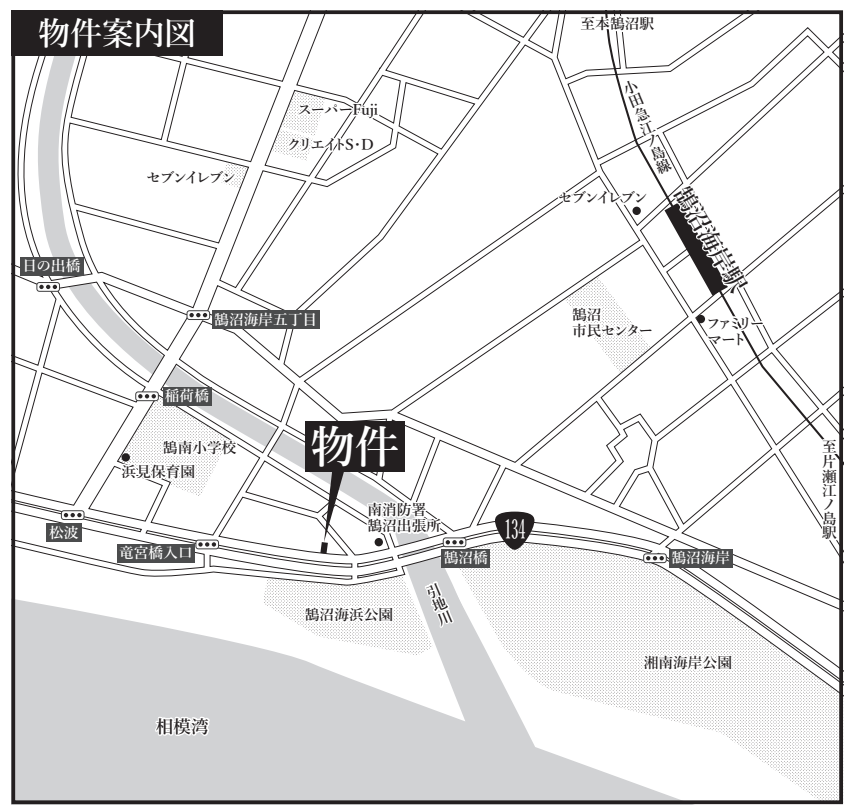 物件案内図
至本鵠沼駅
小田急江ノ島線
スーパーFuji
クリエイトS・D
セブンイレブン
セブンイレブン
鵠沼海岸駅
日の出橋
鵠沼海岸五丁目
鵠沼
市民センター
ファミリー
マート
稲荷橋
物件
鵠南小学校
浜見保育園
至片瀬江ノ島駅
南消防署
鵠沼出張所
134
松波
竜宮橋入口
鵠沼橋
鵠沼海岸
引地川
鵠沼海浜公園
湘南海岸公園
相模湾